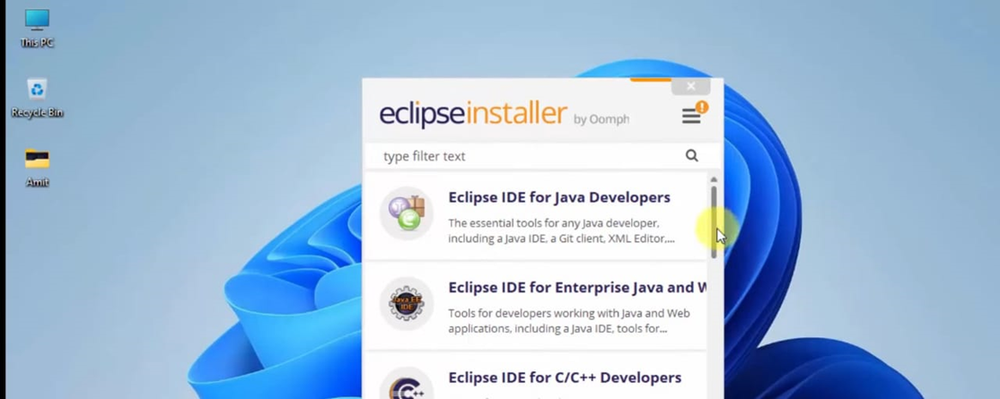 This PC
Recycle Bin
Amit
eclipseinstaller by Oomph
!
type filter text
Eclipse IDE for Java Developers
The essential tools for any Java developer,
including a Java IDE, a Git client, XML Editor,...
Java EE
IDE
Eclipse IDE for Enterprise Java and W
Tools for developers working with Java and Web
applications, including a Java IDE, tools for...
C++
Eclipse IDE for C/C++ Developers